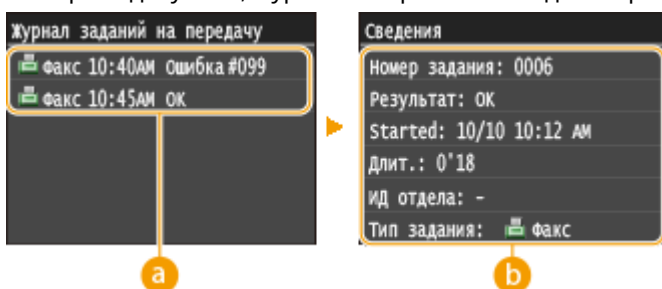 Журнал заданий на передачу
Факс 10:40AM Ошибка#099
Факс 10:45AM OK
a
Сведения
Номер задания: 0006
Результат: OK
Started: 10/10 10:12 AM
Длит.: 0'18
ИД отдела: -
Тип задания: Факс
b